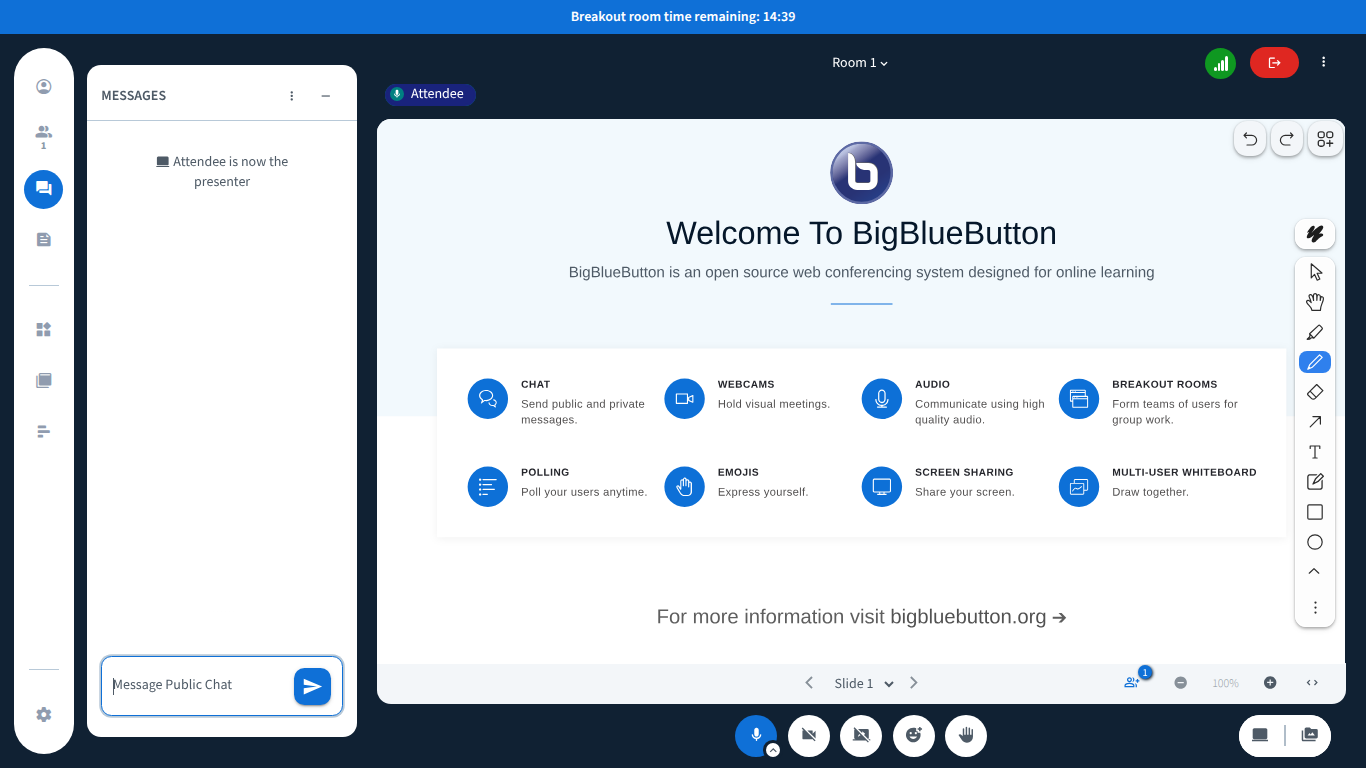 Breakout room time remaining: 14:39
Room 1
1
MESSAGES
Attendee
Attendee is now the
presenter
Welcome To BigBlueButton
BigBlueButton is an open source web conferencing system designed for online learning
CHAT
Send public and private
messages.
WEBCAMS
Hold visual meetings.
AUDIO
Communicate using high
quality audio.
BREAKOUT ROOMS
Form teams of users for
group work.
POLLING
Poll your users anytime.
EMOJIS
Express yourself.
SCREEN SHARING
Share your screen.
MULTI-USER WHITEBOARD
Draw together.
For more information visit bigbluebutton.org ➔
Message Public Chat
Slide 1
1
100%